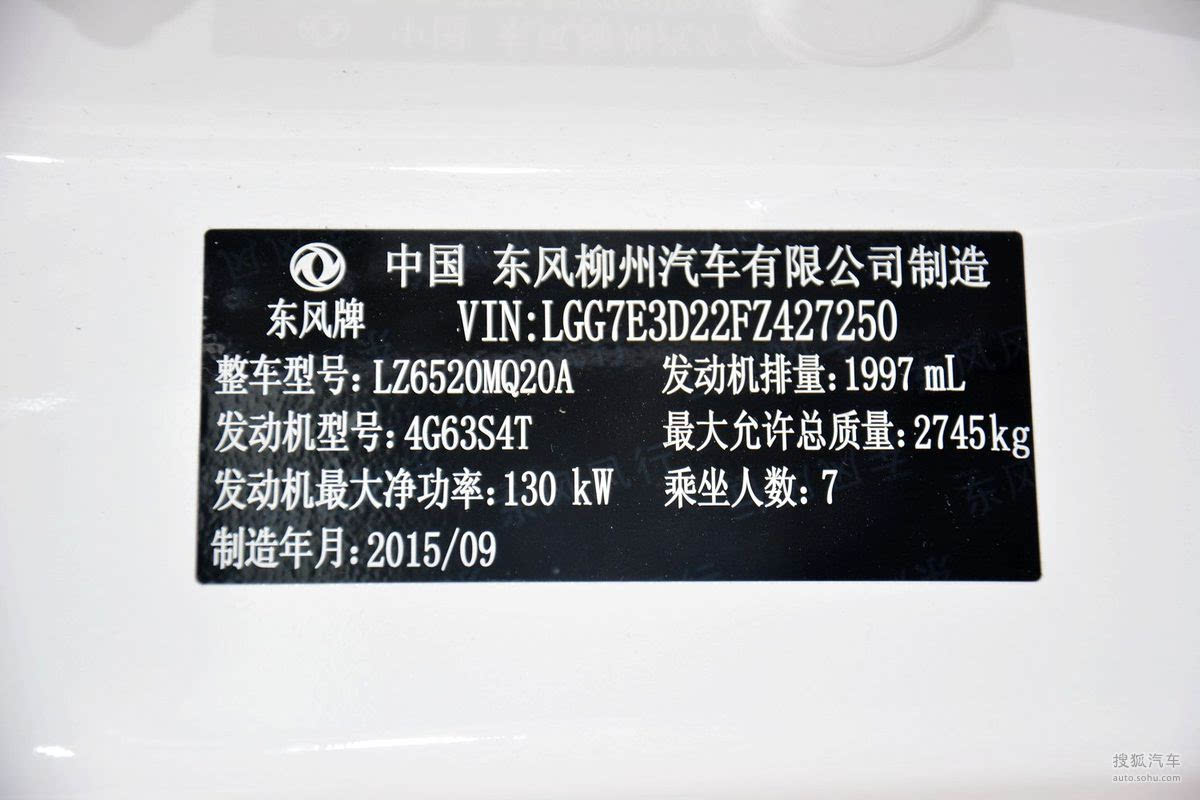 中国 东风柳州汽车有限公司制造
东风牌 VIN:LGG7E3D22FZ427250
整车型号:LZ6520MQ20A 发动机排量:1997 mL
发动机型号:4G63S4T 最大允许总质量:2745kg
发动机最大净功率:130 kW 乘坐人数:7
制造年月:2015/09
搜狐汽车
auto.sohu.com